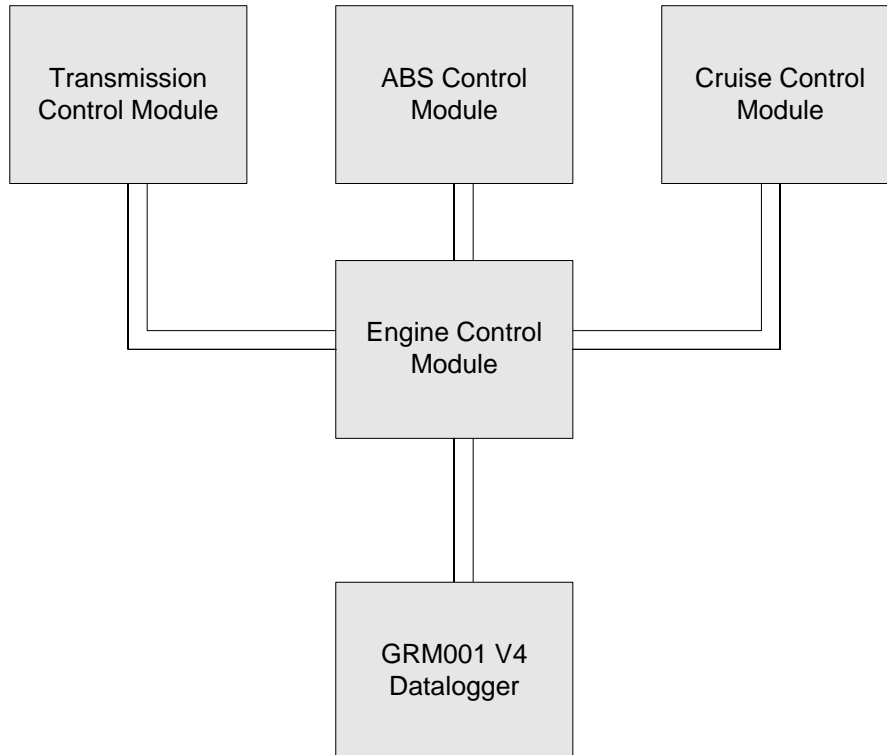 Transmission
Control Module
ABS Control
Module
Cruise Control
Module
Engine Control
Module
GRM001 V4
Datalogger